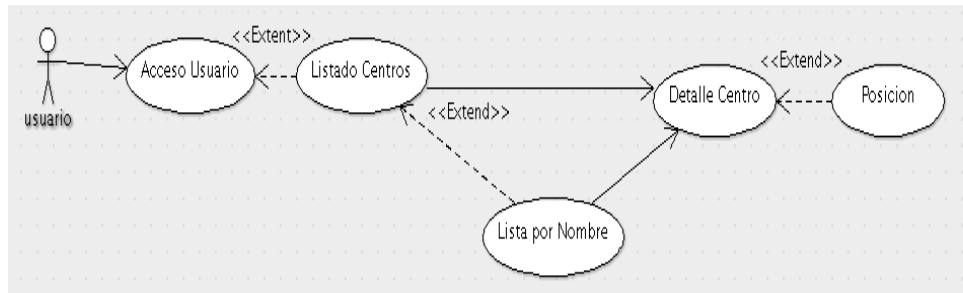 <<Extent>>
Acceso Usuario
Listado Centros
usuario
<<Extend>>
<<Extend>>
Detalle Centro
Posicion
Lista por Nombre